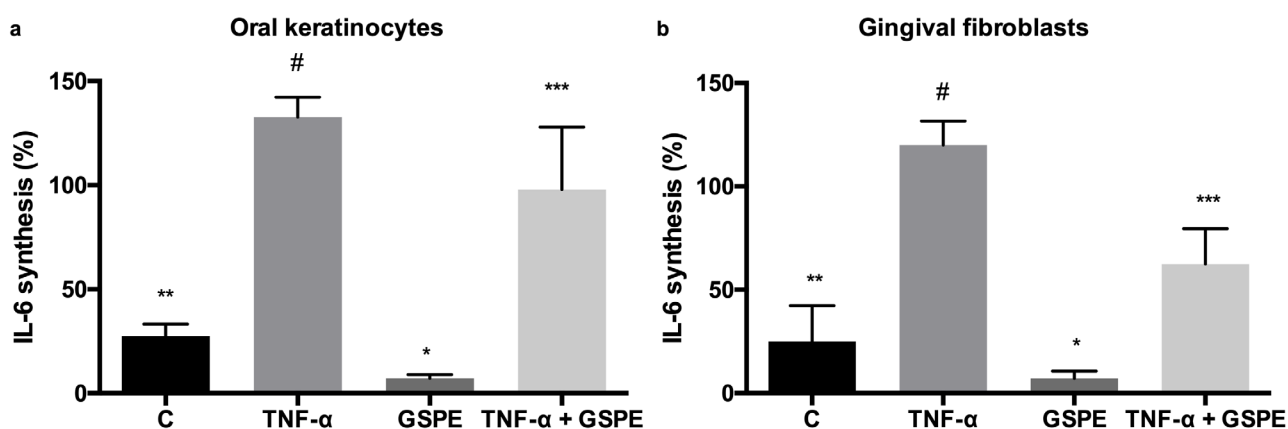 a
Oral keratinocytes
IL-6 synthesis (%)
150
100
50
0
**
#
*
***
C
TNF-α
GSPE
TNF-α + GSPE
b
Gingival fibroblasts
IL-6 synthesis (%)
150
100
50
0
**
#
*
***
C
TNF-α
GSPE
TNF-α + GSPE